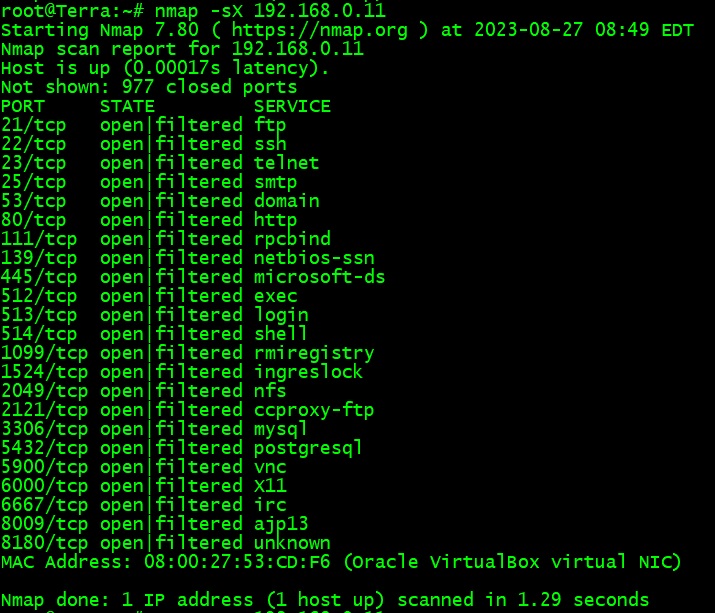 root@Terra:~# nmap -sX 192.168.0.11
Starting Nmap 7.80 ( https://nmap.org ) at 2023-08-27 08:49 EDT
Nmap scan report for 192.168.0.11
Host is up (0.00017s latency).
Not shown: 977 closed ports
PORT     STATE         SERVICE
21/tcp   open|filtered ftp
22/tcp   open|filtered ssh
23/tcp   open|filtered telnet
25/tcp   open|filtered smtp
53/tcp   open|filtered domain
80/tcp   open|filtered http
111/tcp  open|filtered rpcbind
139/tcp  open|filtered netbios-ssn
445/tcp  open|filtered microsoft-ds
512/tcp  open|filtered exec
513/tcp  open|filtered login
514/tcp  open|filtered shell
1099/tcp open|filtered rmiregistry
1524/tcp open|filtered ingreslock
2049/tcp open|filtered nfs
2121/tcp open|filtered ccproxy-ftp
3306/tcp open|filtered mysql
5432/tcp open|filtered postgresql
5900/tcp open|filtered vnc
6000/tcp open|filtered X11
6667/tcp open|filtered irc
8009/tcp open|filtered ajp13
8180/tcp open|filtered unknown
MAC Address: 08:00:27:53:CD:F6 (Oracle VirtualBox virtual NIC)
Nmap done: 1 IP address (1 host up) scanned in 1.29 seconds